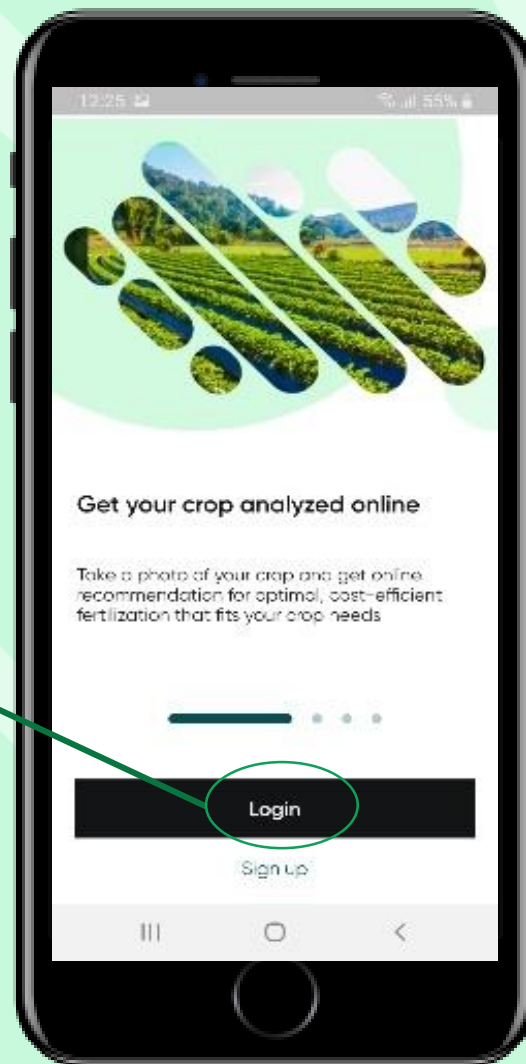 12:25
55%
Get your crop analyzed online
Take a photo of your crop and get online
recommendation for optimal, cost-efficient
fertilization that fits your crop needs
Login
Sign up